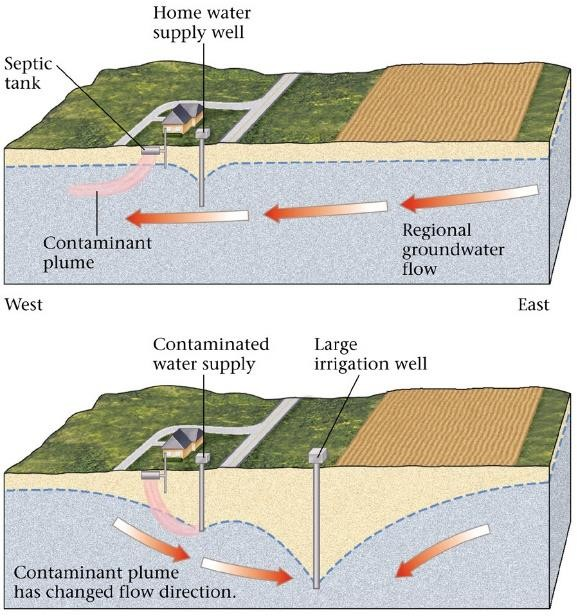 Home water
supply well
Septic
tank
Contaminant
plume
Regional
groundwater
flow
West
East
Contaminated
water supply
Large
irrigation well
Contaminant plume
has changed flow direction.